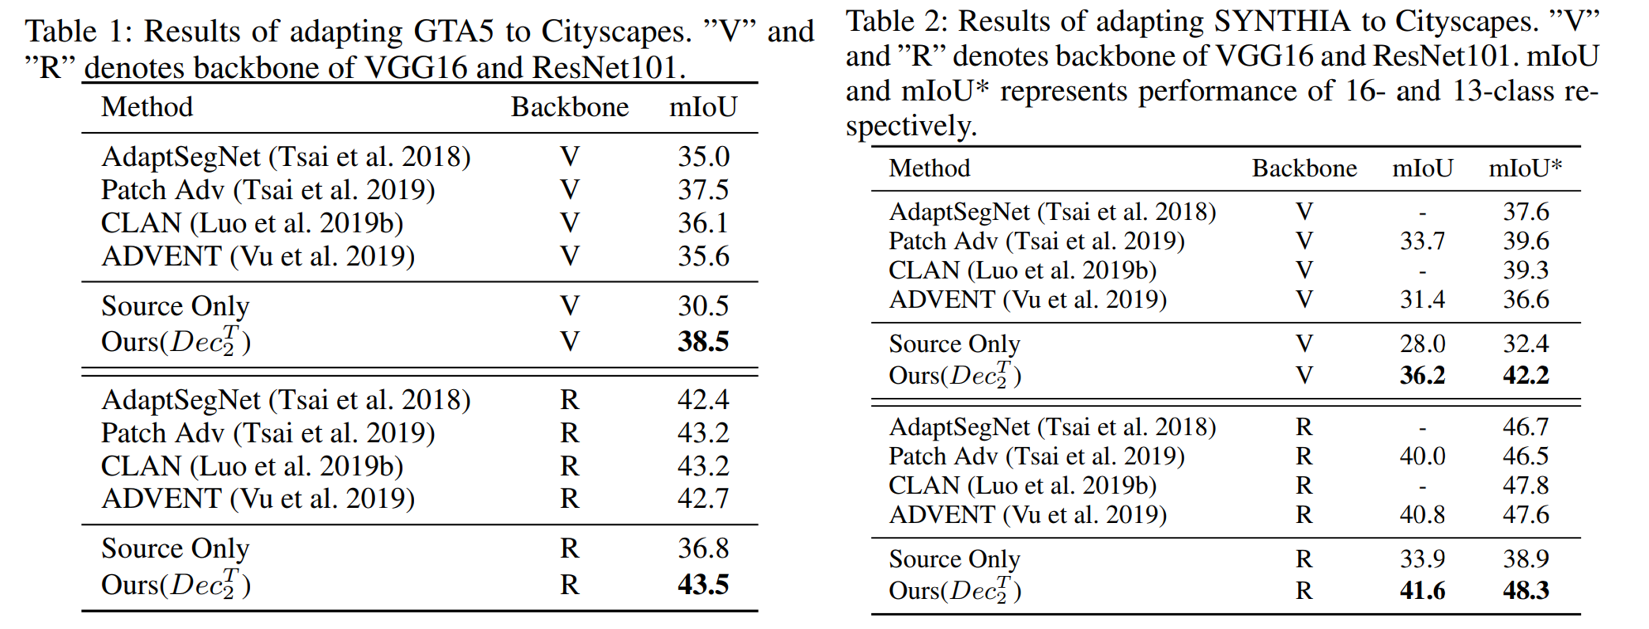 Table 1: Results of adapting GTA5 to Cityscapes. ”V” and
”R” denotes backbone of VGG16 and ResNet101.
Method Backbone mIoU
AdaptSegNet (Tsai et al. 2018) V 35.0
Patch Adv (Tsai et al. 2019) V 37.5
CLAN (Luo et al. 2019b) V 36.1
ADVENT (Vu et al. 2019) V 35.6
Source Only V 30.5
Ours(Dec₂ᵀ) V 38.5
AdaptSegNet (Tsai et al. 2018) R 42.4
Patch Adv (Tsai et al. 2019) R 43.2
CLAN (Luo et al. 2019b) R 43.2
ADVENT (Vu et al. 2019) R 42.7
Source Only R 36.8
Ours(Dec₂ᵀ) R 43.5
Table 2: Results of adapting SYNTHIA to Cityscapes. ”V”
and ”R” denotes backbone of VGG16 and ResNet101. mIoU
and mIoU* represents performance of 16- and 13-class re-
spectively.
Method Backbone mIoU mIoU*
AdaptSegNet (Tsai et al. 2018) V - 37.6
Patch Adv (Tsai et al. 2019) V 33.7 39.6
CLAN (Luo et al. 2019b) V - 39.3
ADVENT (Vu et al. 2019) V 31.4 36.6
Source Only V 28.0 32.4
Ours(Dec₂ᵀ) V 36.2 42.2
AdaptSegNet (Tsai et al. 2018) R - 46.7
Patch Adv (Tsai et al. 2019) R 40.0 46.5
CLAN (Luo et al. 2019b) R - 47.8
ADVENT (Vu et al. 2019) R 40.8 47.6
Source Only R 33.9 38.9
Ours(Dec₂ᵀ) R 41.6 48.3